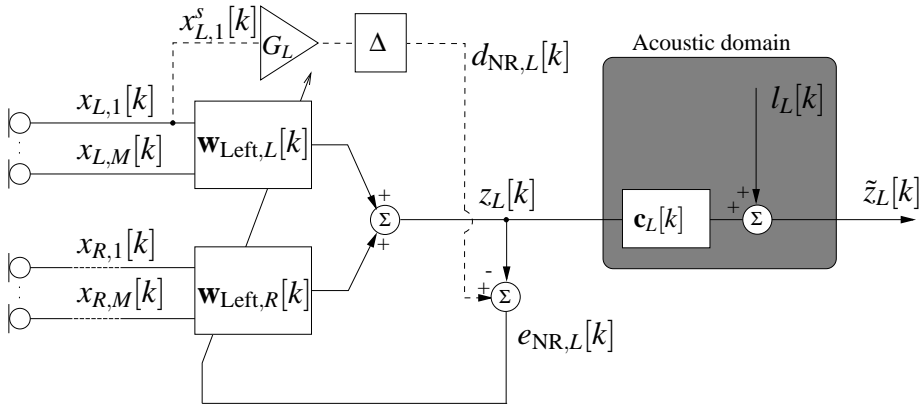 x^s_{L,1}[k]
G_L
Δ
d_{NR,L}[k]
Acoustic domain
l_L[k]
x_{L,1}[k]
w_{Left,L}[k]
x_{L,M}[k]
+
z_L[k]
+
+
z̃_L[k]
Σ
c_L[k]
Σ
+
x_{R,1}[k]
w_{Left,R}[k]
x_{R,M}[k]
-
+
Σ
e_{NR,L}[k]